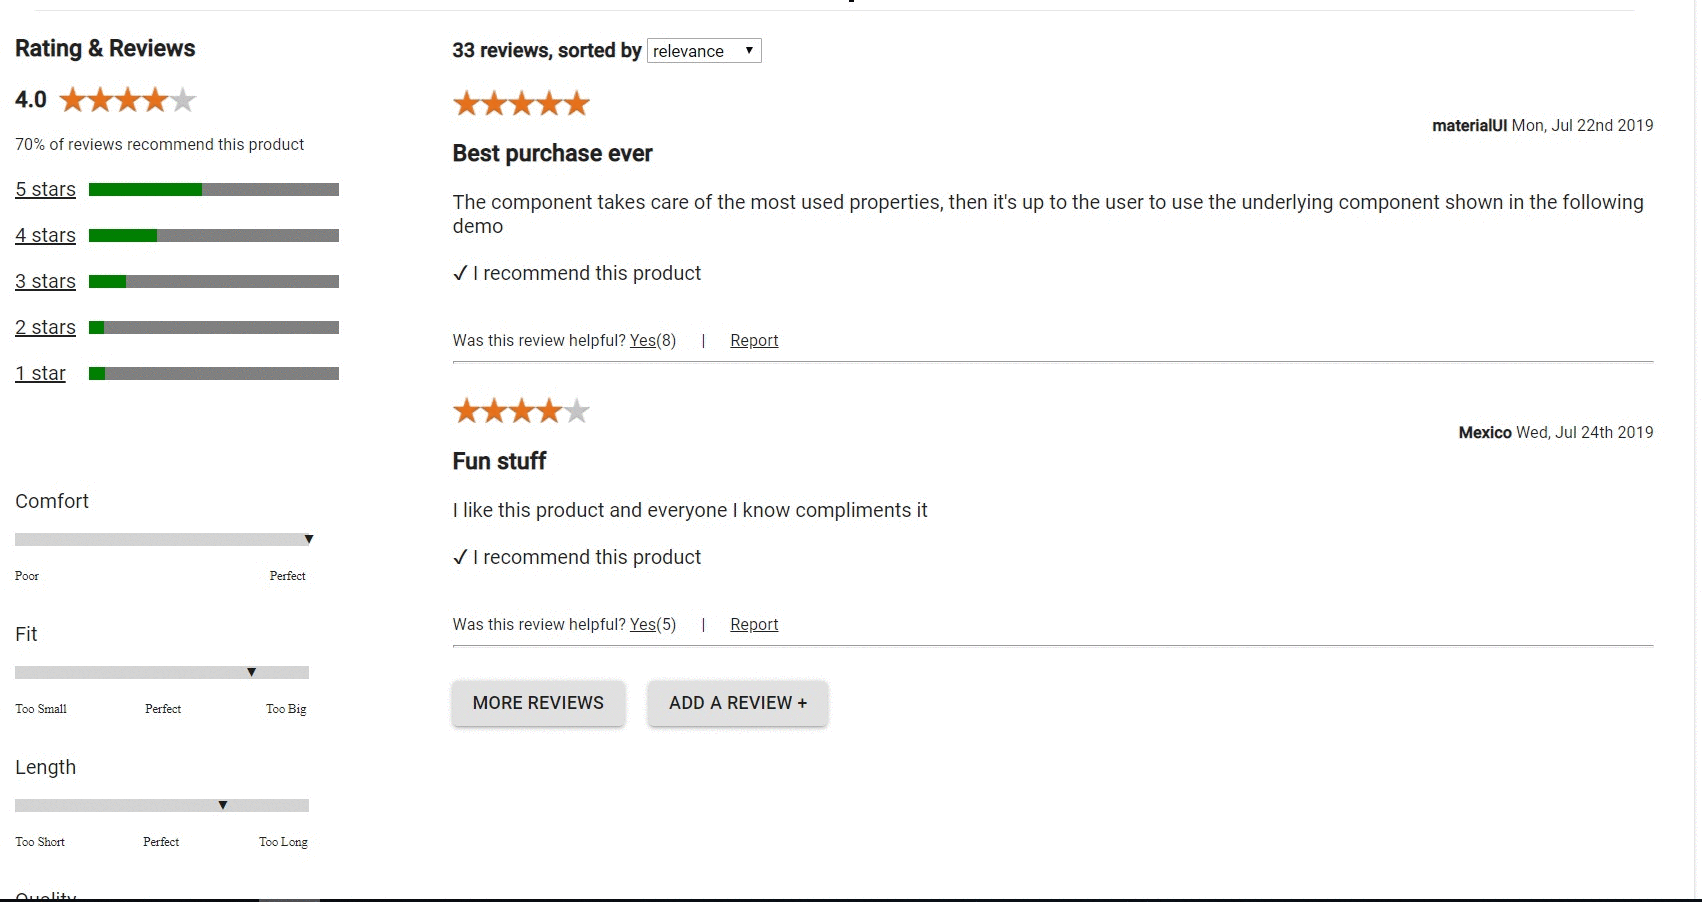 Rating & Reviews
4.0
70% of reviews recommend this product
5 stars
4 stars
3 stars
2 stars
1 star
Comfort
Poor Perfect
Fit
Too Small Perfect Too Big
Length
Too Short Perfect Too Long
Quality
33 reviews, sorted by relevance
materialUI Mon, Jul 22nd 2019
Best purchase ever
The component takes care of the most used properties, then it's up to the user to use the underlying component shown in the following
demo
✓ I recommend this product
Was this review helpful? Yes(8) | Report
Mexico Wed, Jul 24th 2019
Fun stuff
I like this product and everyone I know compliments it
✓ I recommend this product
Was this review helpful? Yes(5) | Report
MORE REVIEWS ADD A REVIEW +